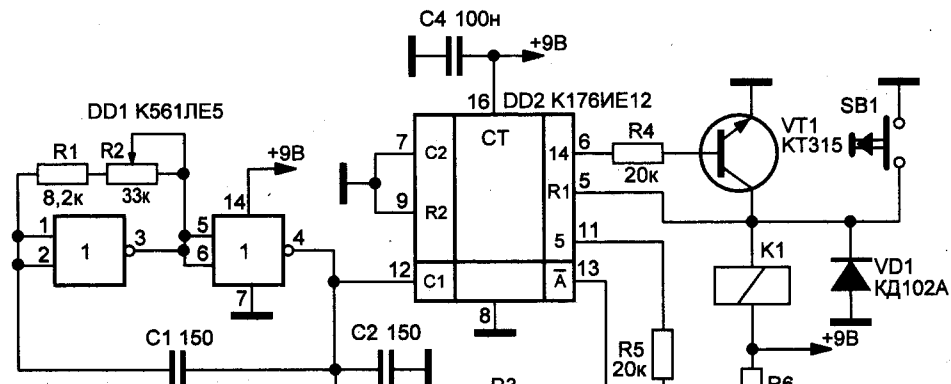 C4 100н
+9В
16
DD2 К176ИЕ12
DD1 К561ЛЕ5
R1
R2
8,2к
33к
+9В
14
1
2
1
3
5
6
1
4
7
7
C2
CT
14
6
R4
20к
VT1
КТ315
SB1
9
R2
R1
5
5
11
12
C1
A
13
8
K1
VD1
КД102А
+9В
C1 150
C2 150
R5
20к
R3
R6